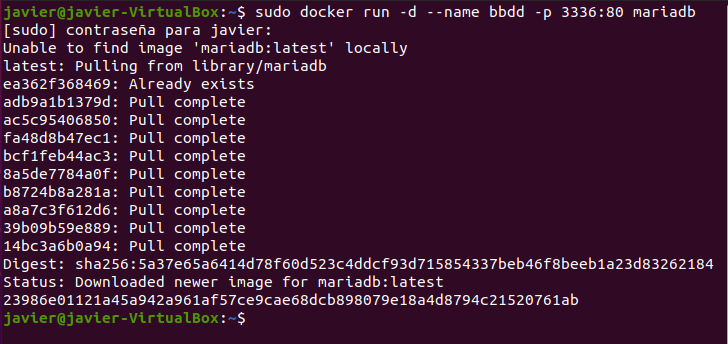 javier@javier-VirtualBox:~$ sudo docker run -d --name bbdd -p 3336:80 mariadb
[sudo] contraseña para javier:
Unable to find image 'mariadb:latest' locally
latest: Pulling from library/mariadb
ea362f368469: Already exists
adb9a1b1379d: Pull complete
ac5c95406850: Pull complete
fa48d8b47ec1: Pull complete
bcf1feb44ac3: Pull complete
8a5de7784a0f: Pull complete
b8724b8a281a: Pull complete
a8a7c3f612d6: Pull complete
39b09b59e889: Pull complete
14bc3a6b0a94: Pull complete
Digest: sha256:5a37e65a6414d78f60d523c4ddcf93d715854337beb46f8beeb1a23d83262184
Status: Downloaded newer image for mariadb:latest
23986e01121a45a942a961af57ce9cae68dcb898079e18a4d8794c21520761ab
javier@javier-VirtualBox:~$